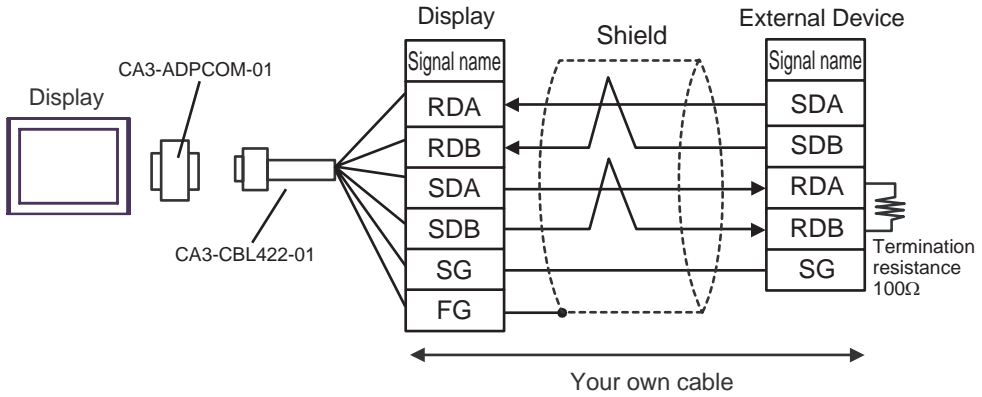 Display
Shield
External Device
CA3-ADPCOM-01
Display
CA3-CBL422-01
Signal name
RDA
RDB
SDA
SDB
SG
FG
Signal name
SDA
SDB
RDA
RDB
SG
Termination
resistance
100Ω
Your own cable